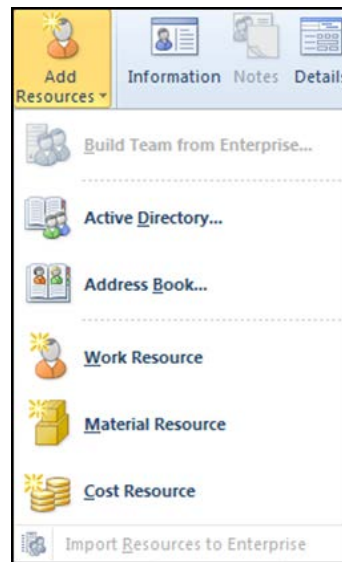 Add
Resources
Information
Notes
Details
Build Team from Enterprise...
Active Directory...
Address Book...
Work Resource
Material Resource
Cost Resource
Import Resources to Enterprise